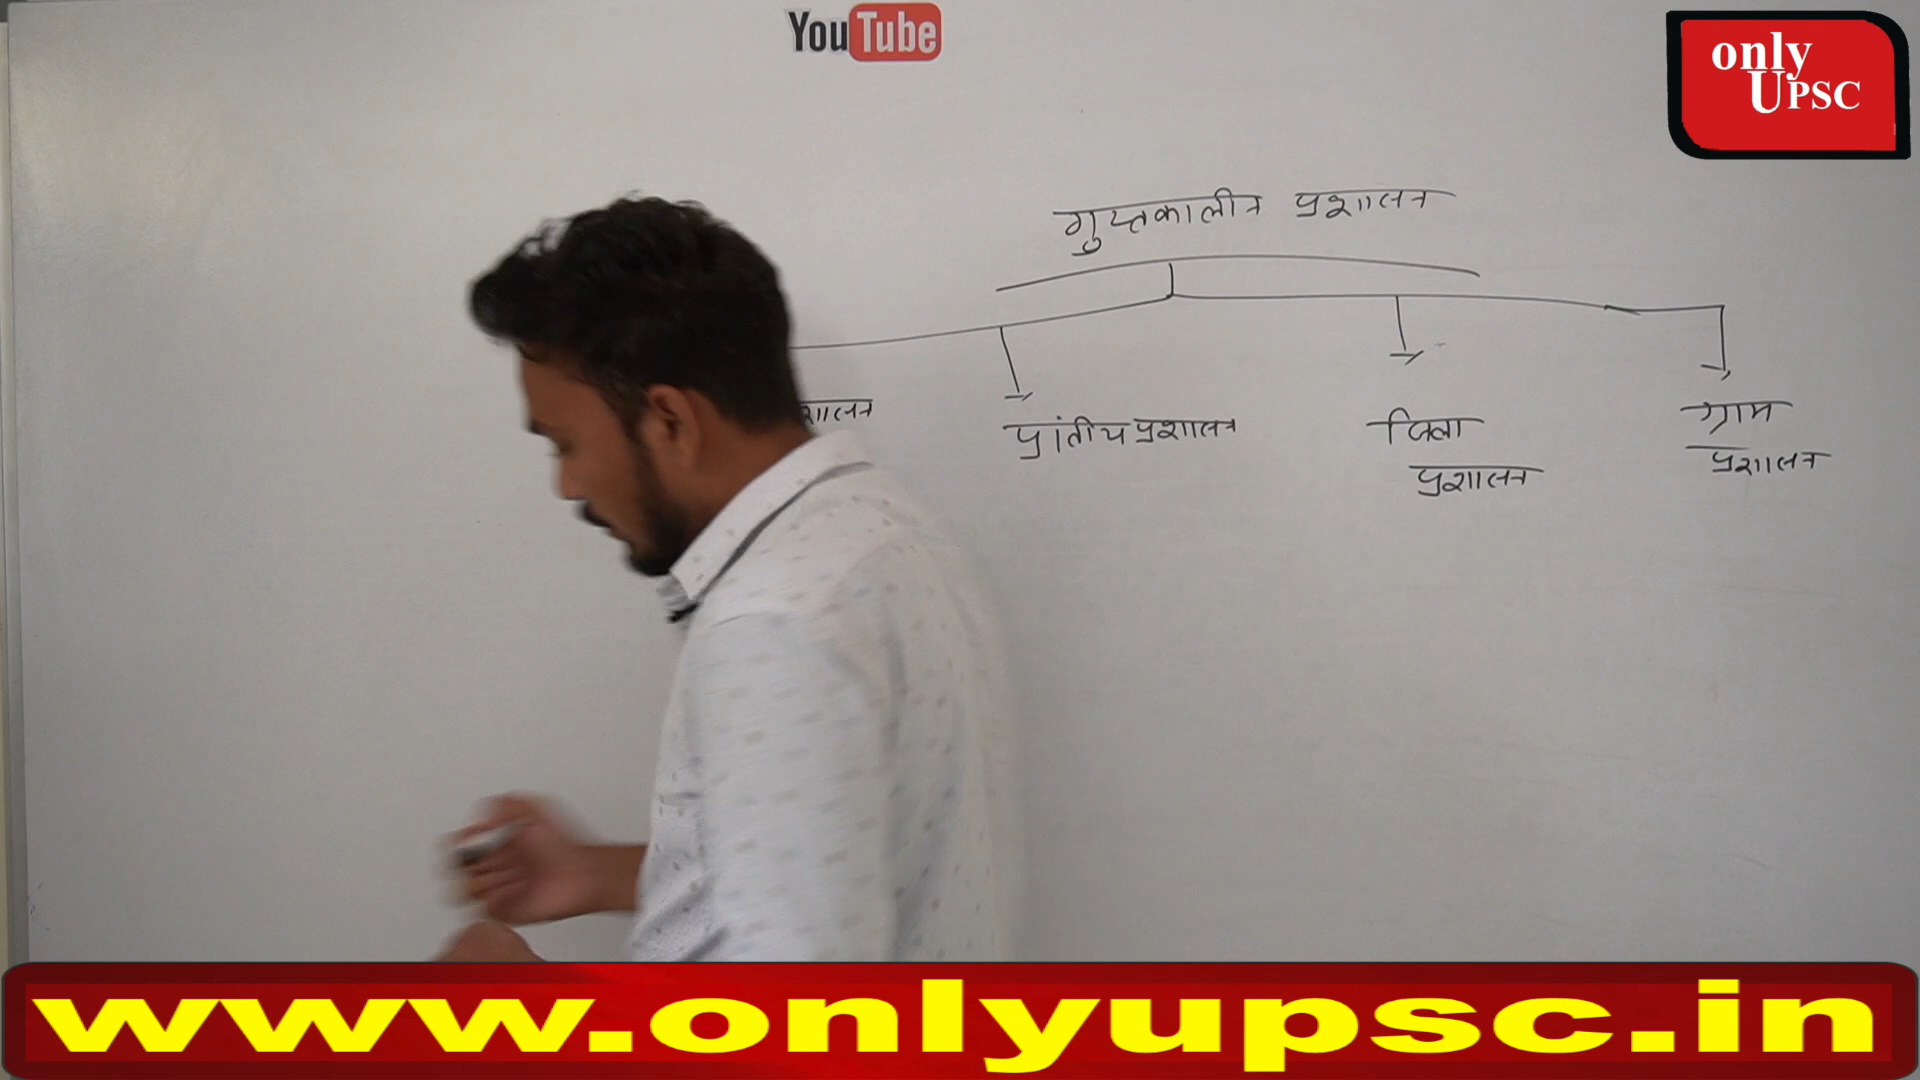 YouTube
only
UPSC
गुप्तकालीन प्रशासन
प्रांतीय प्रशासन
जिला
प्रशासन
ग्राम
प्रशासन
www.onlyupsc.in